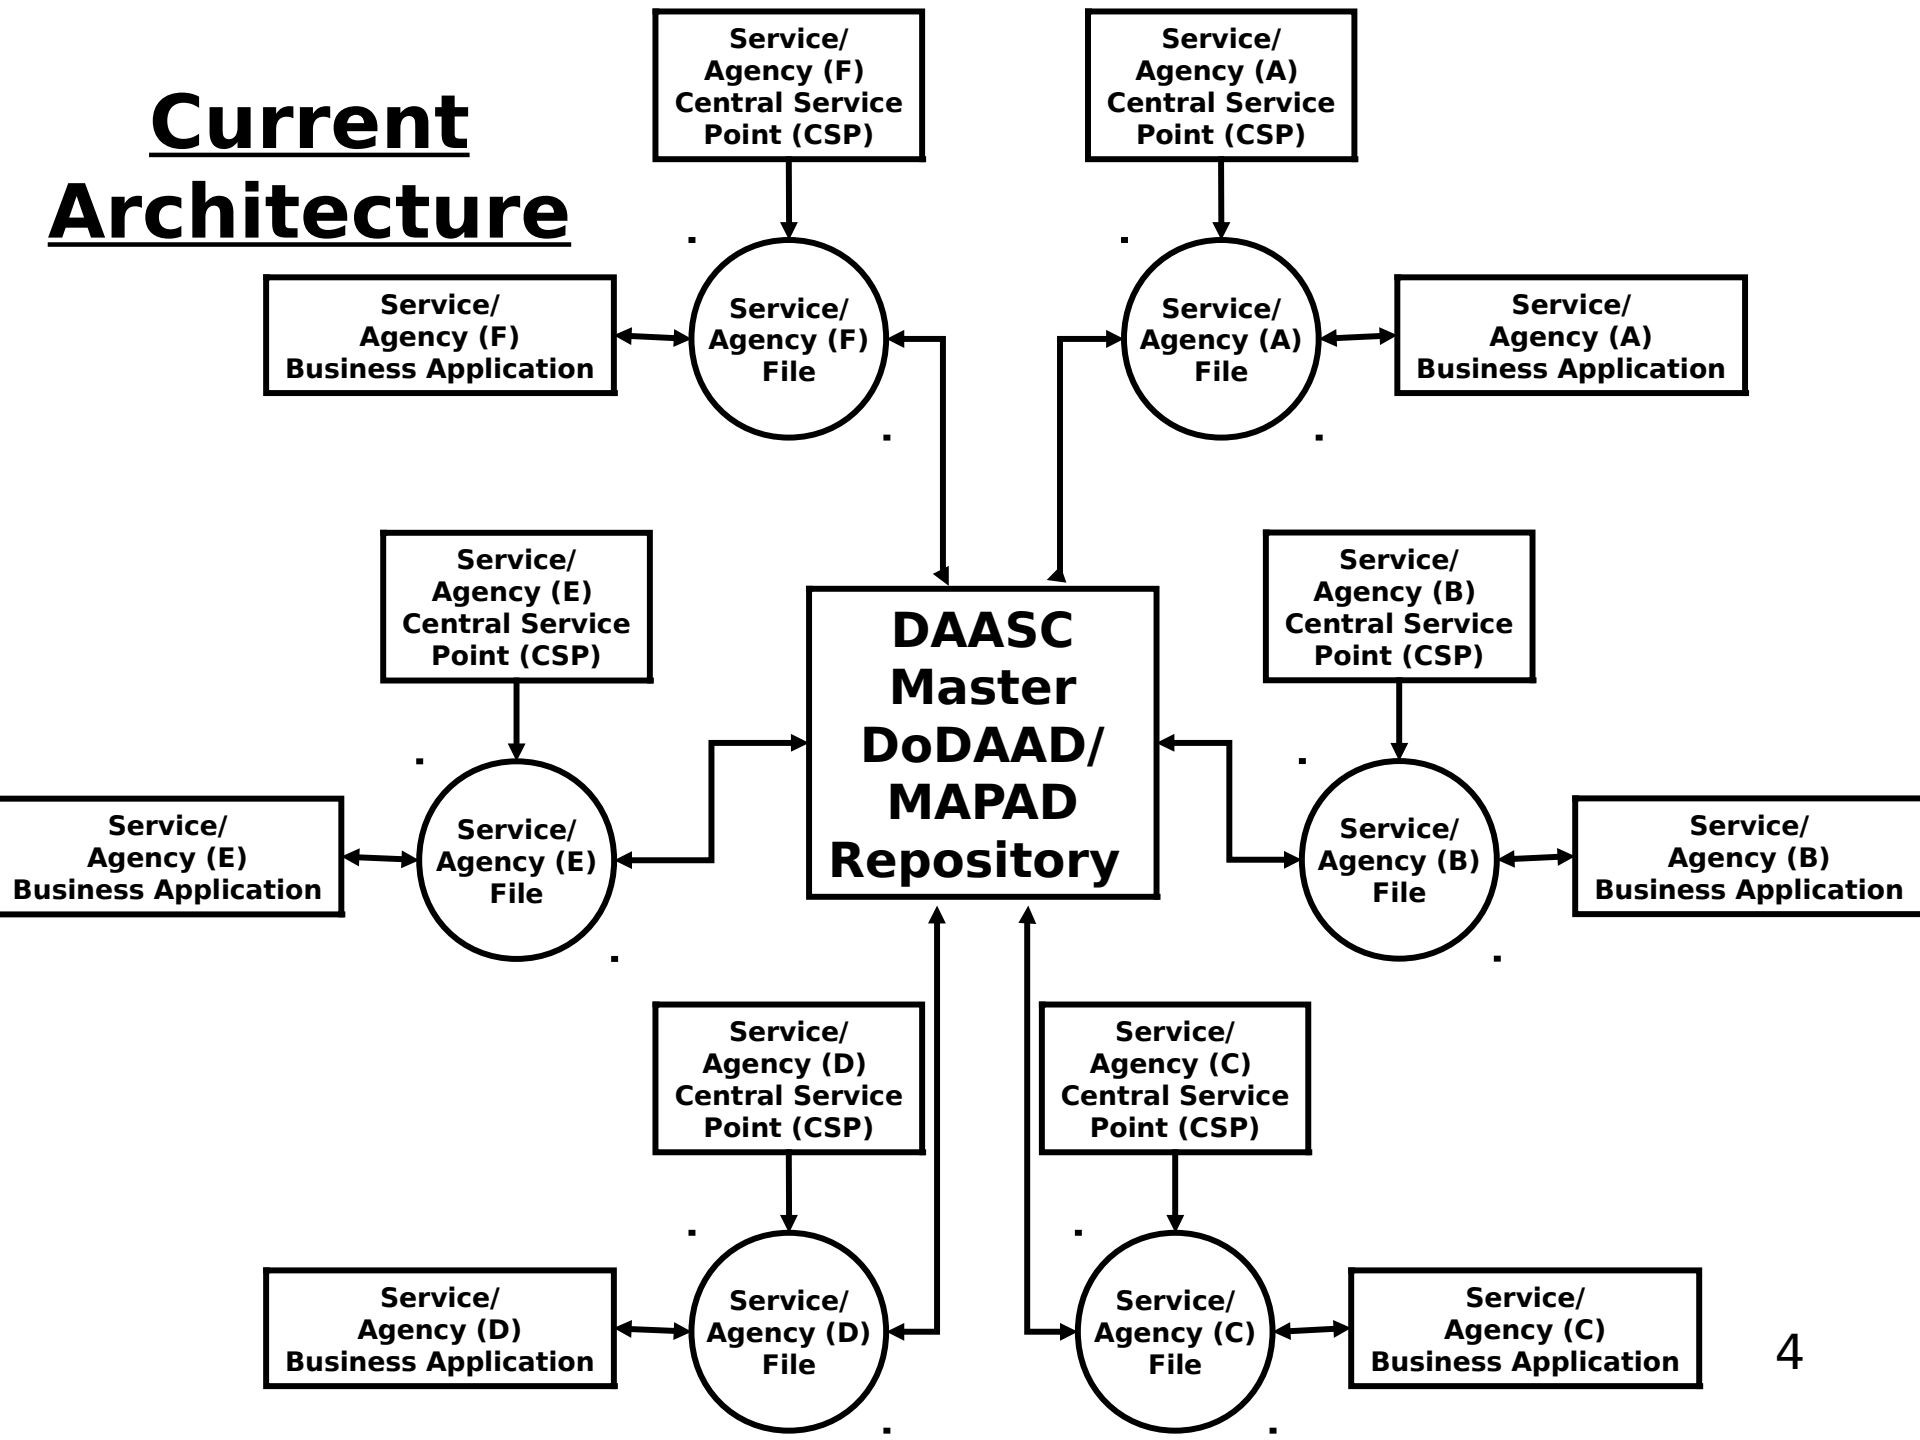 Current
Architecture
Service/
Agency (F)
Central Service
Point (CSP)
Service/
Agency (A)
Central Service
Point (CSP)
Service/
Agency (F)
Business Application
Service/
Agency (F)
File
Service/
Agency (A)
File
Service/
Agency (A)
Business Application
Service/
Agency (E)
Central Service
Point (CSP)
DAASC
Master
DoDAAD/
MAPAD
Repository
Service/
Agency (B)
Central Service
Point (CSP)
Service/
Agency (E)
Business Application
Service/
Agency (E)
File
Service/
Agency (B)
File
Service/
Agency (B)
Business Application
Service/
Agency (D)
Central Service
Point (CSP)
Service/
Agency (C)
Central Service
Point (CSP)
Service/
Agency (D)
Business Application
Service/
Agency (D)
File
Service/
Agency (C)
File
Service/
Agency (C)
Business Application
4